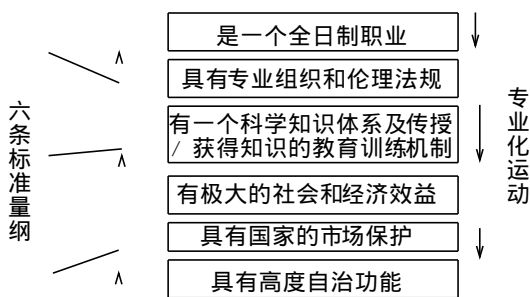 是一个全日制职业
具有专业组织和伦理法规
有一个科学知识体系及传授
/ 获得知识的教育训练机制
有极大的社会和经济效益
具有国家的市场保护
具有高度自治功能
六条标准量纲
专业化运动